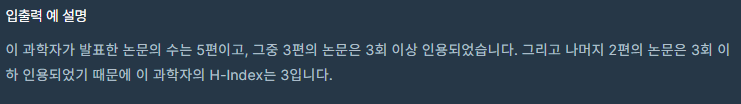 입출력 예 설명
이 과학자가 발표한 논문의 수는 5편이고, 그중 3편의 논문은 3회 이상 인용되었습니다. 그리고 나머지 2편의 논문은 3회 이
하 인용되었기 때문에 이 과학자의 H-Index는 3입니다.